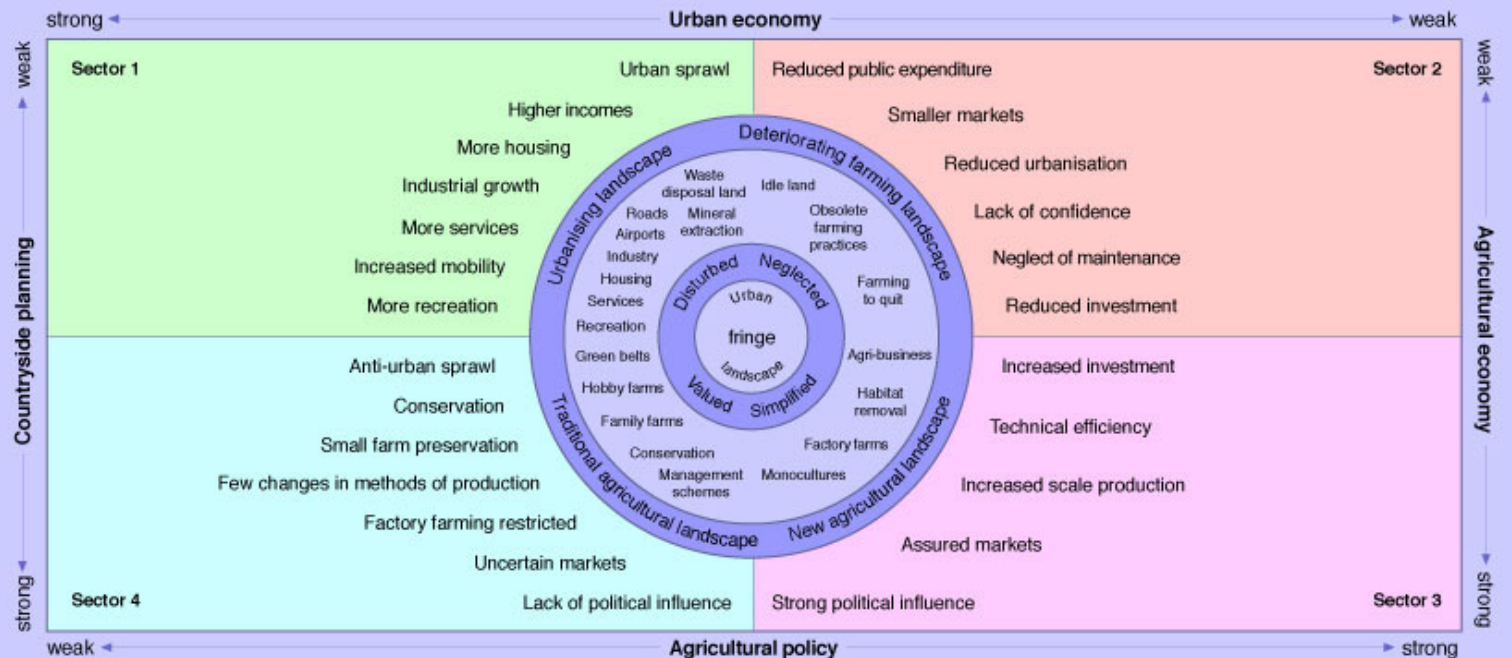 strong Urban economy weak
weak
Countryside planning
strong
Sector 1
Urban sprawl
Higher incomes
More housing
Industrial growth
More services
Increased mobility
More recreation
Reduced public expenditure
Sector 2
Smaller markets
Reduced urbanisation
Lack of confidence
Neglect of maintenance
Reduced investment
weak
Agricultural economy
strong
Urbanising landscape
Deteriorating farming landscape
Waste
disposal land
Idle land
Roads
Mineral
extraction
Airports
Obsolete
farming
practices
Industry
Housing
Services
Recreation
Farming
to quit
Disturbed
Neglected
Urban
fringe
landscape
Valued
Simplified
Green belts
Hobby farms
Family farms
Conservation
Management
schemes
Agri-business
Habitat
removal
Factory farms
Monocultures
Traditional agricultural landscape
New agricultural landscape
Anti-urban sprawl
Conservation
Small farm preservation
Few changes in methods of production
Factory farming restricted
Uncertain markets
Sector 4
Lack of political influence
Increased investment
Technical efficiency
Increased scale production
Assured markets
Strong political influence
Sector 3
weak Agricultural policy strong